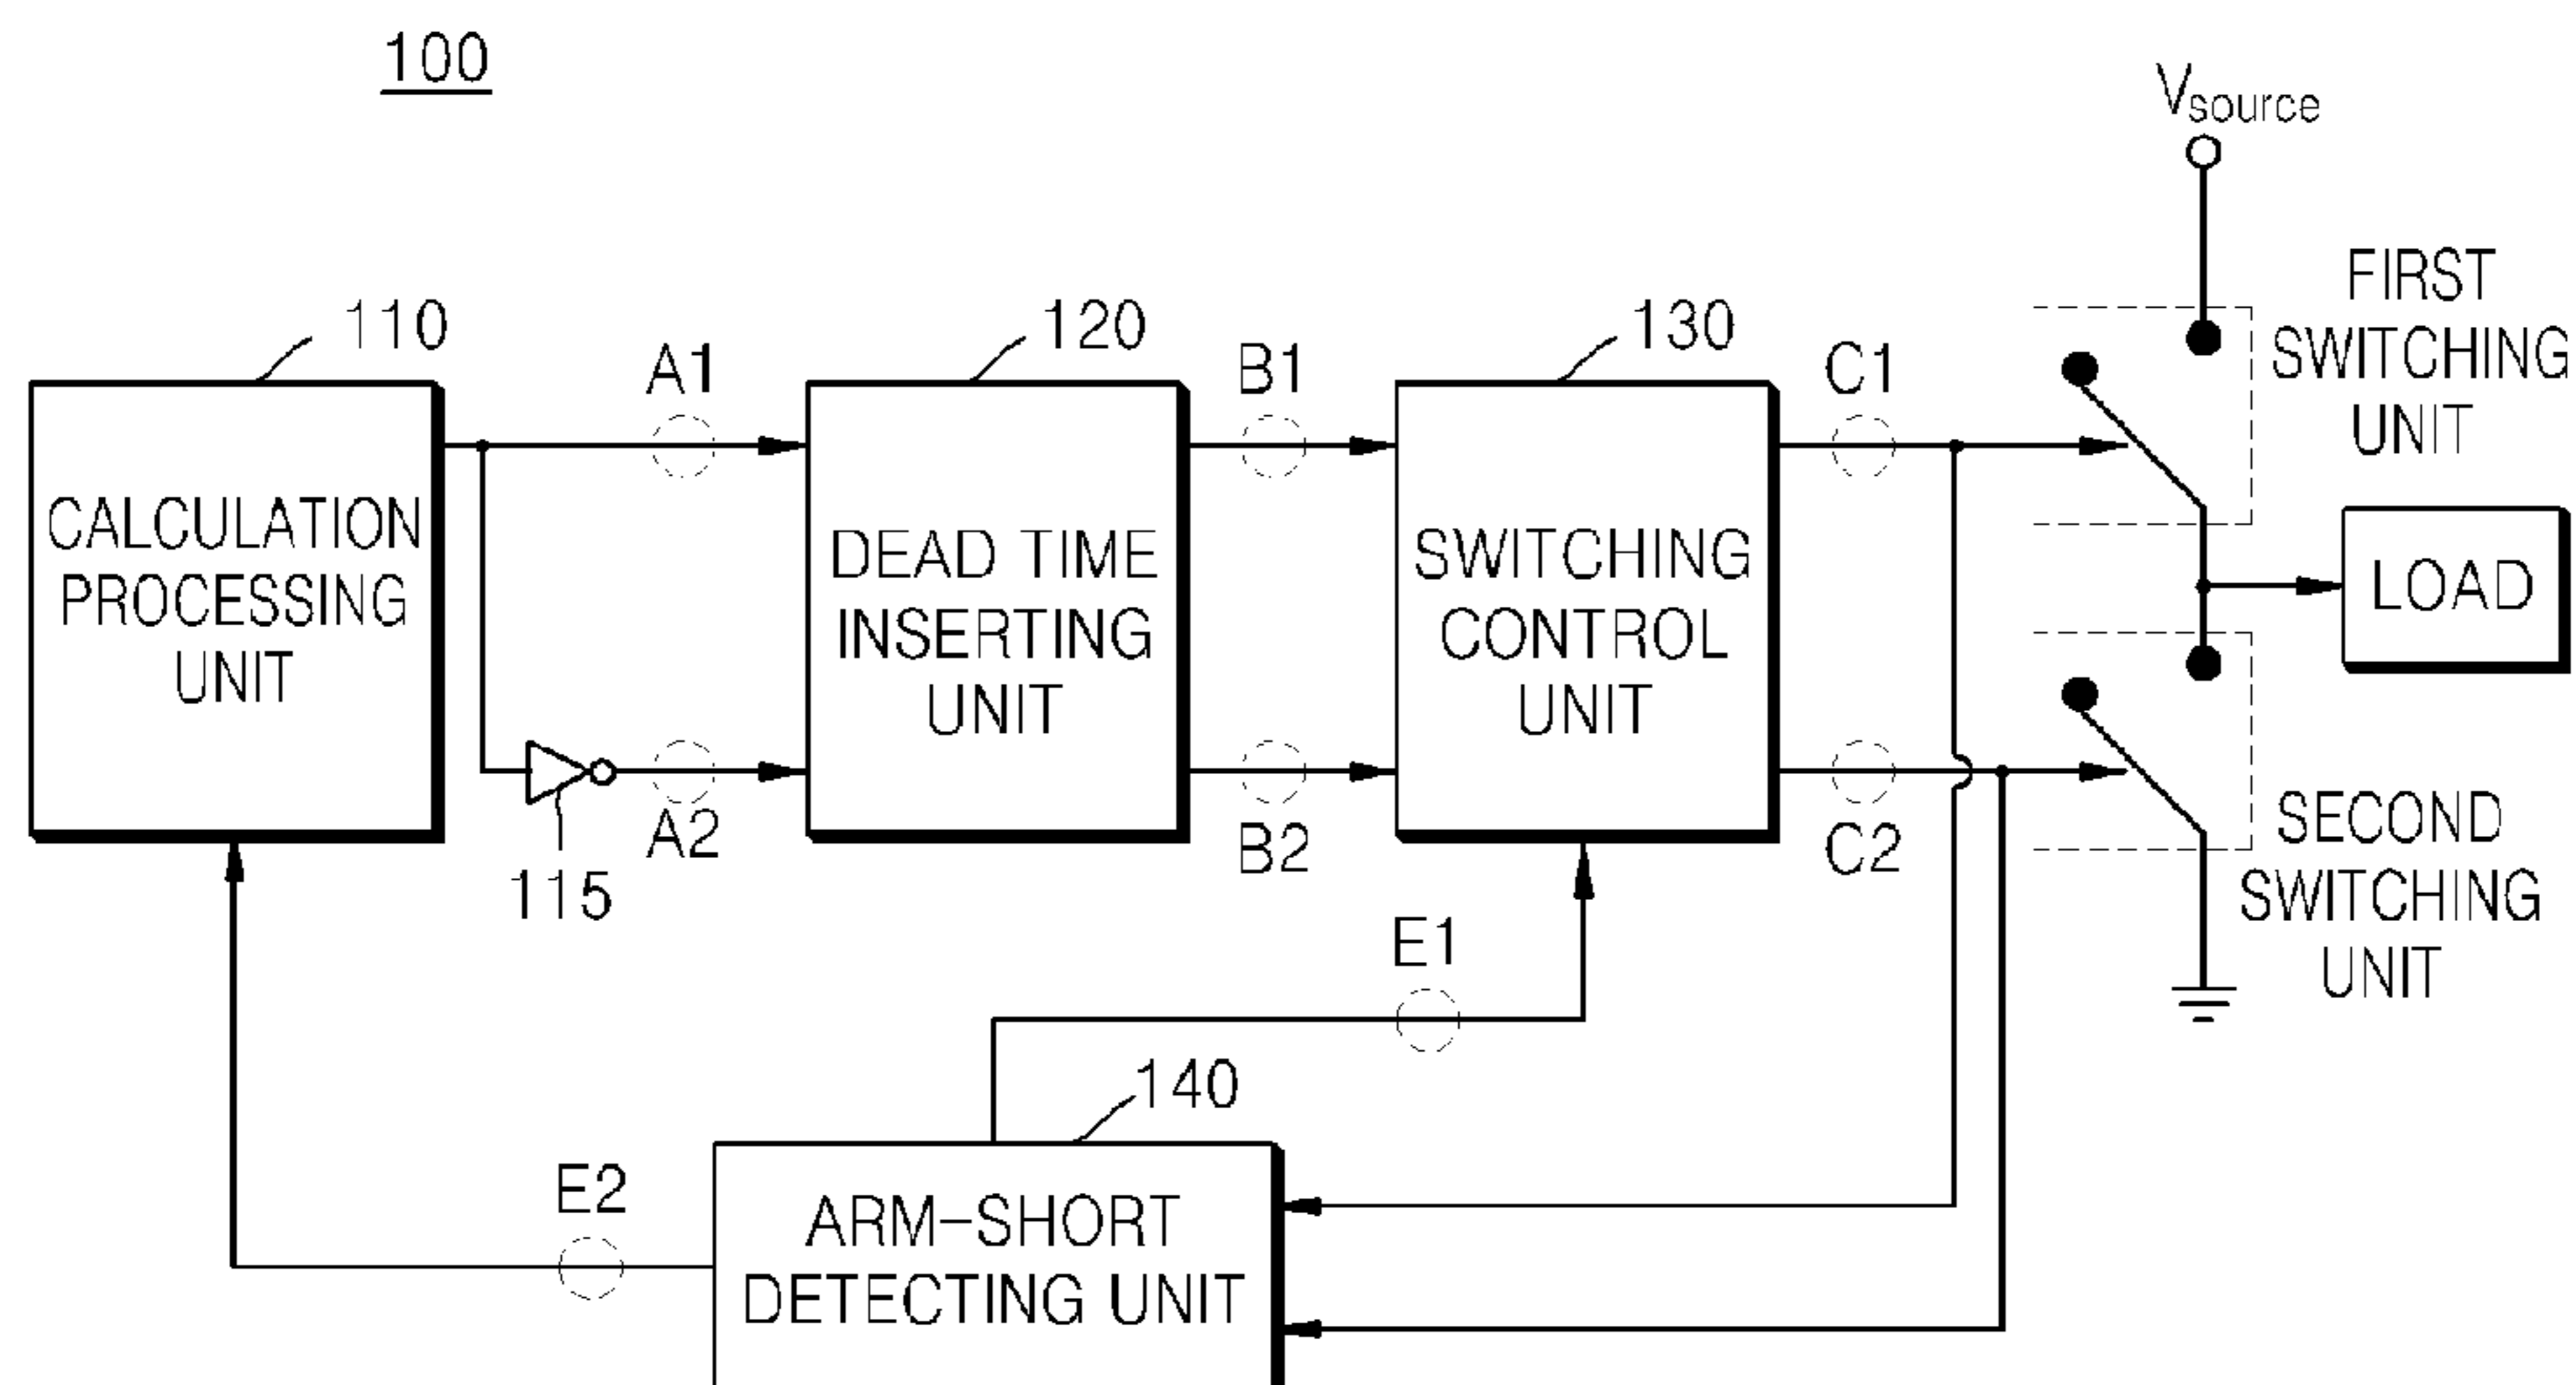 100
Vsource
FIRST
SWITCHING
UNIT
110
A1
120
B1
130
C1
CALCULATION
PROCESSING
UNIT
DEAD TIME
INSERTING
UNIT
SWITCHING
CONTROL
UNIT
LOAD
115
A2
B2
C2
SECOND
SWITCHING
UNIT
E1
140
E2
ARM-SHORT
DETECTING UNIT